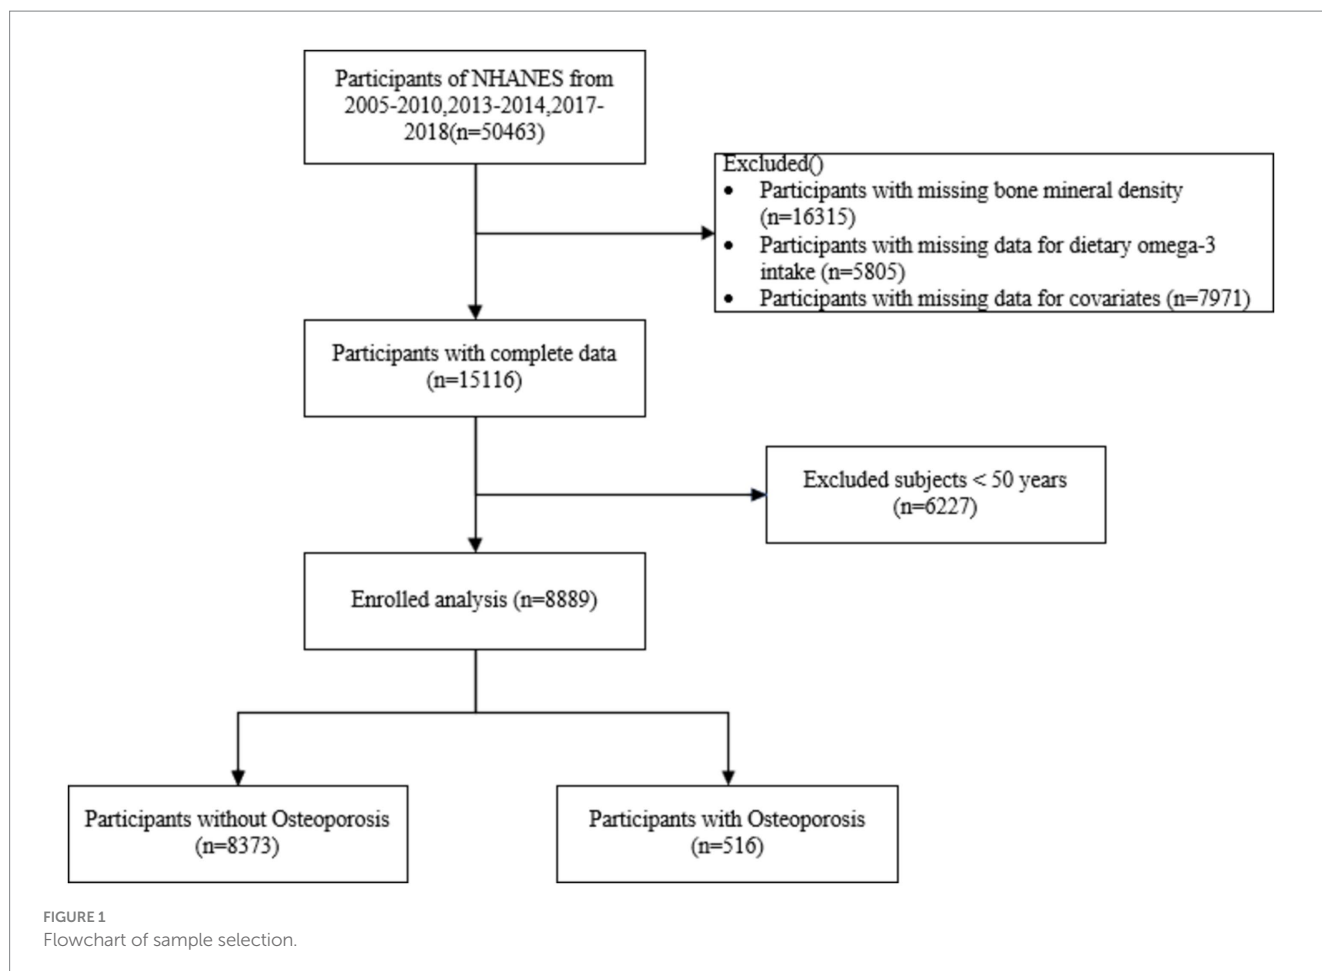 Participants of NHANES from
2005-2010,2013-2014,2017-
2018(n=50463)
Excluded()
• Participants with missing bone mineral density
(n=16315)
• Participants with missing data for dietary omega-3
intake (n=5805)
• Participants with missing data for covariates (n=7971)
Participants with complete data
(n=15116)
Excluded subjects < 50 years
(n=6227)
Enrolled analysis (n=8889)
Participants without Osteoporosis
(n=8373)
Participants with Osteoporosis
(n=516)
FIGURE 1
Flowchart of sample selection.